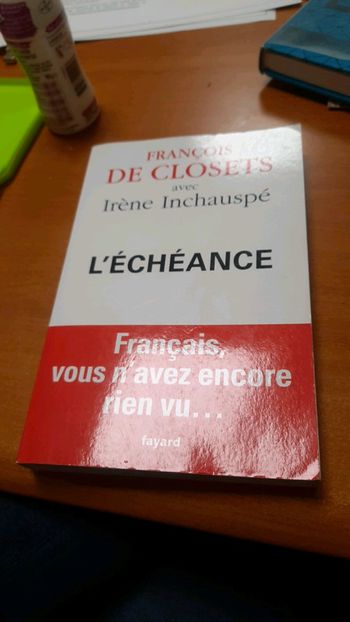 FRANÇOIS
DE CLOSETS
avec
Irène Inchauspé
L'ÉCHÉANCE
Français,
vous n'avez encore
rien vu...
fayard